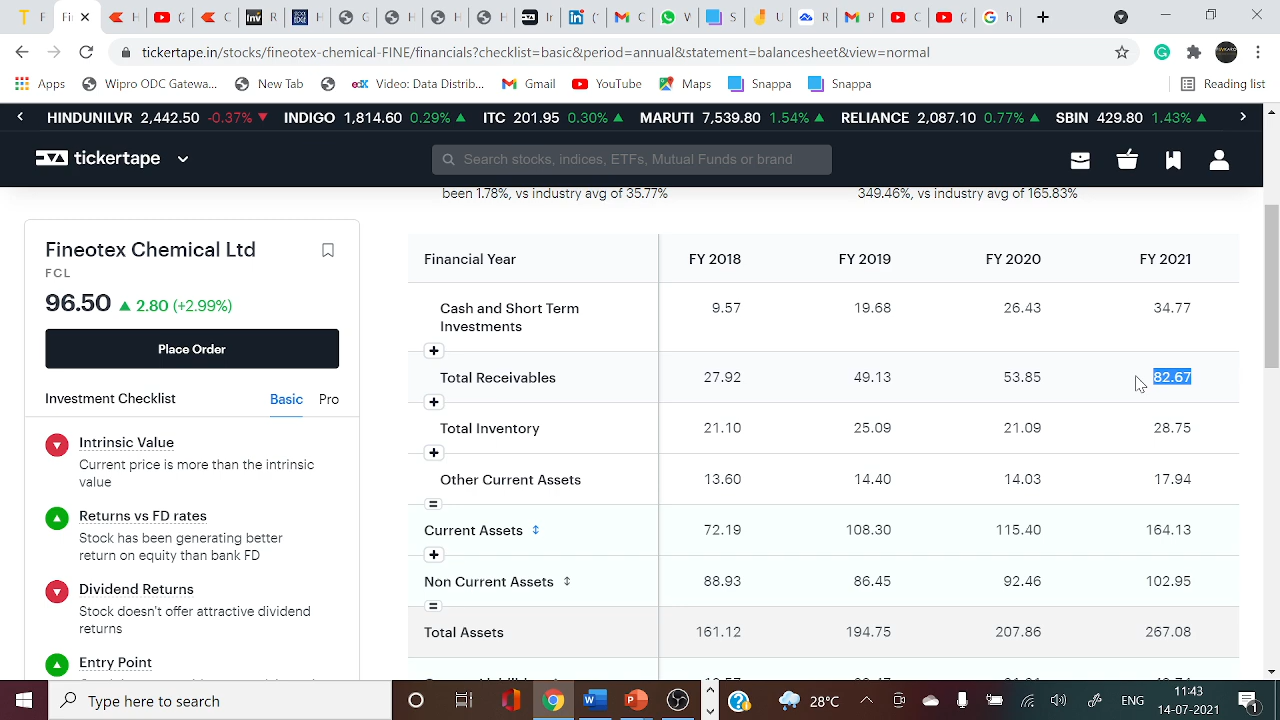 tickertape.in/stocks/fineotex-chemical-FINE/financials?checklist=basic&period=annual&statement=balancesheet&view=normal
Apps Wipro ODC Gatewa... New Tab edX Video: Data Distrib... Gmail YouTube Maps Snappa Snappa Reading list
HINDUNILVR 2,442.50 -0.37% ▼ INDIGO 1,814.60 0.29% ▲ ITC 201.95 0.30% ▲ MARUTI 7,539.80 1.54% ▲ RELIANCE 2,087.10 0.77% ▲ SBIN 429.80 1.43% ▲
tickertape Search stocks, indices, ETFs, Mutual Funds or brand
been 1.78%, vs industry avg of 35.77% 349.46%, vs industry avg of 165.83%
Fineotex Chemical Ltd
FCL
96.50 ▲ 2.80 (+2.99%)
Place Order
Investment Checklist Basic Pro
Intrinsic Value
Current price is more than the intrinsic
value
Returns vs FD rates
Stock has been generating better
return on equity than bank FD
Dividend Returns
Stock doesn't offer attractive dividend
returns
Entry Point
Financial Year FY 2018 FY 2019 FY 2020 FY 2021
Cash and Short Term 9.57 19.68 26.43 34.77
Investments
Total Receivables 27.92 49.13 53.85 82.67
Total Inventory 21.10 25.09 21.09 28.75
Other Current Assets 13.60 14.40 14.03 17.94
Current Assets 72.19 108.30 115.40 164.13
Non Current Assets 88.93 86.45 92.46 102.95
Total Assets 161.12 194.75 207.86 267.08
Type here to search 28°C ENG 11:43
14-07-2021